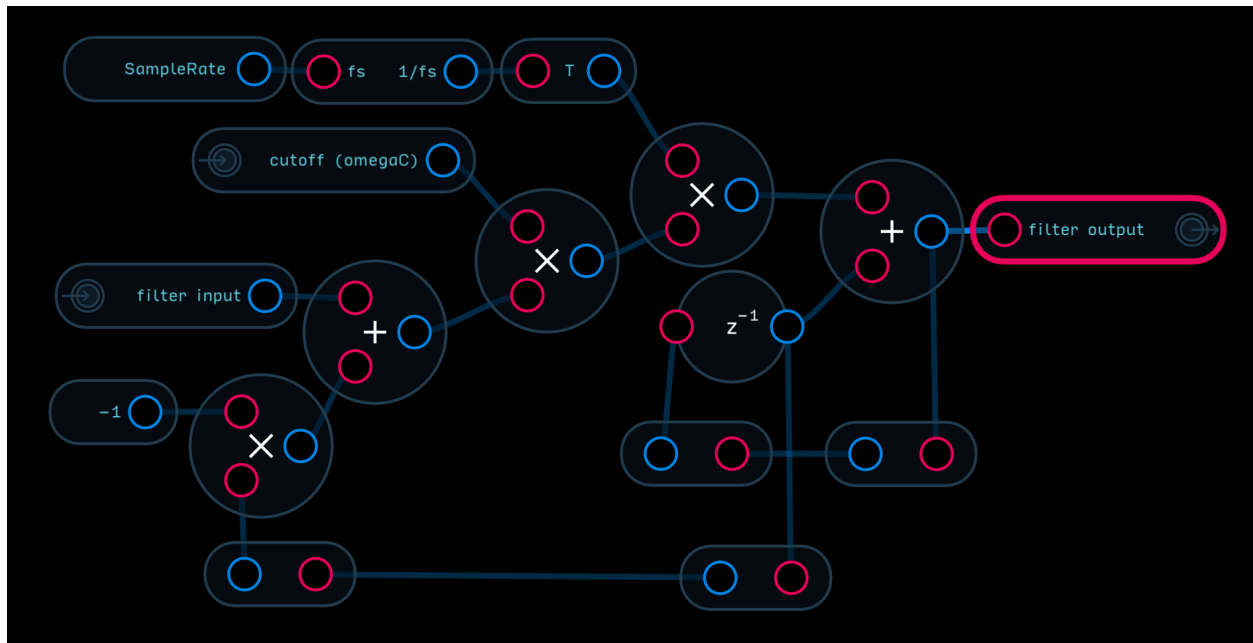 SampleRate
fs 1/fs
T
cutoff (omegaC)
×
×
+
filter output
filter input
+
z⁻¹
-1
×